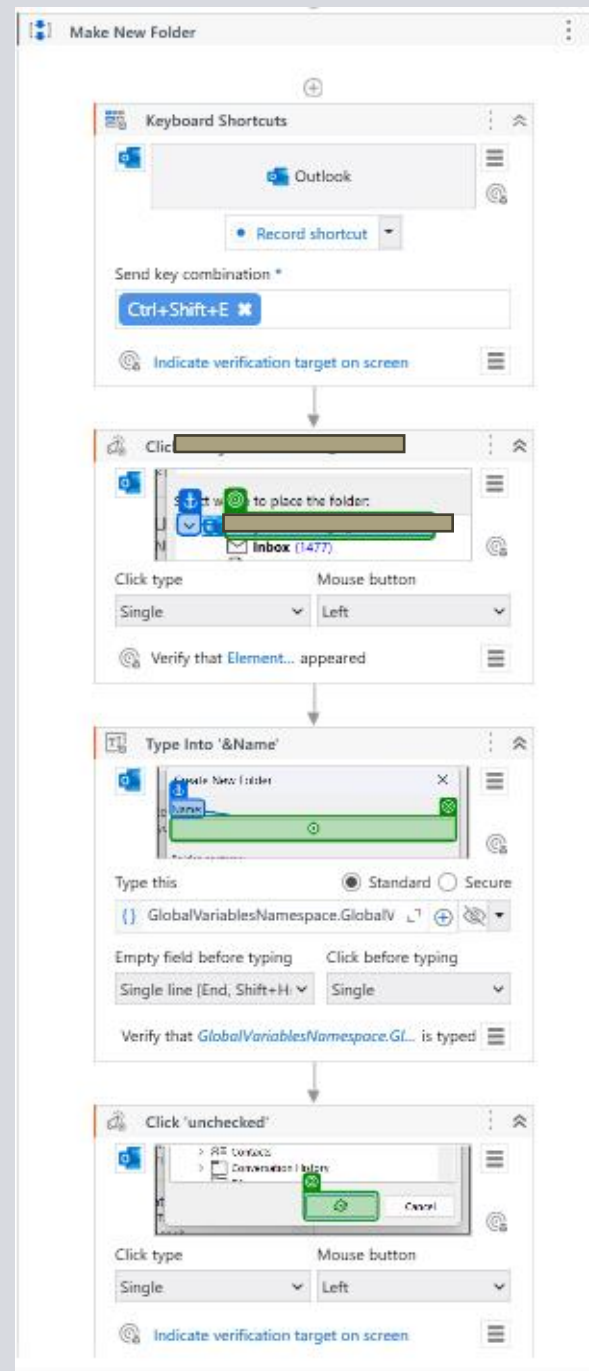 Make New Folder
Keyboard Shortcuts
Outlook
Record shortcut
Send key combination *
Ctrl+Shift+E
Indicate verification target on screen
Clic
to place the folder:
Inbox (1477)
Click type Mouse button
Single Left
Verify that Element... appeared
Type Into '&Name'
Create New Folder
Name:
Type this Standard Secure
{} GlobalVariablesNamespace.GlobalV
Empty field before typing Click before typing
Single line [End, Shift+H Single
Verify that GlobalVariablesNamespace.Gl... is typed
Click 'unchecked'
Contacts
Conversation History
Cancel
Click type Mouse button
Single Left
Indicate verification target on screen